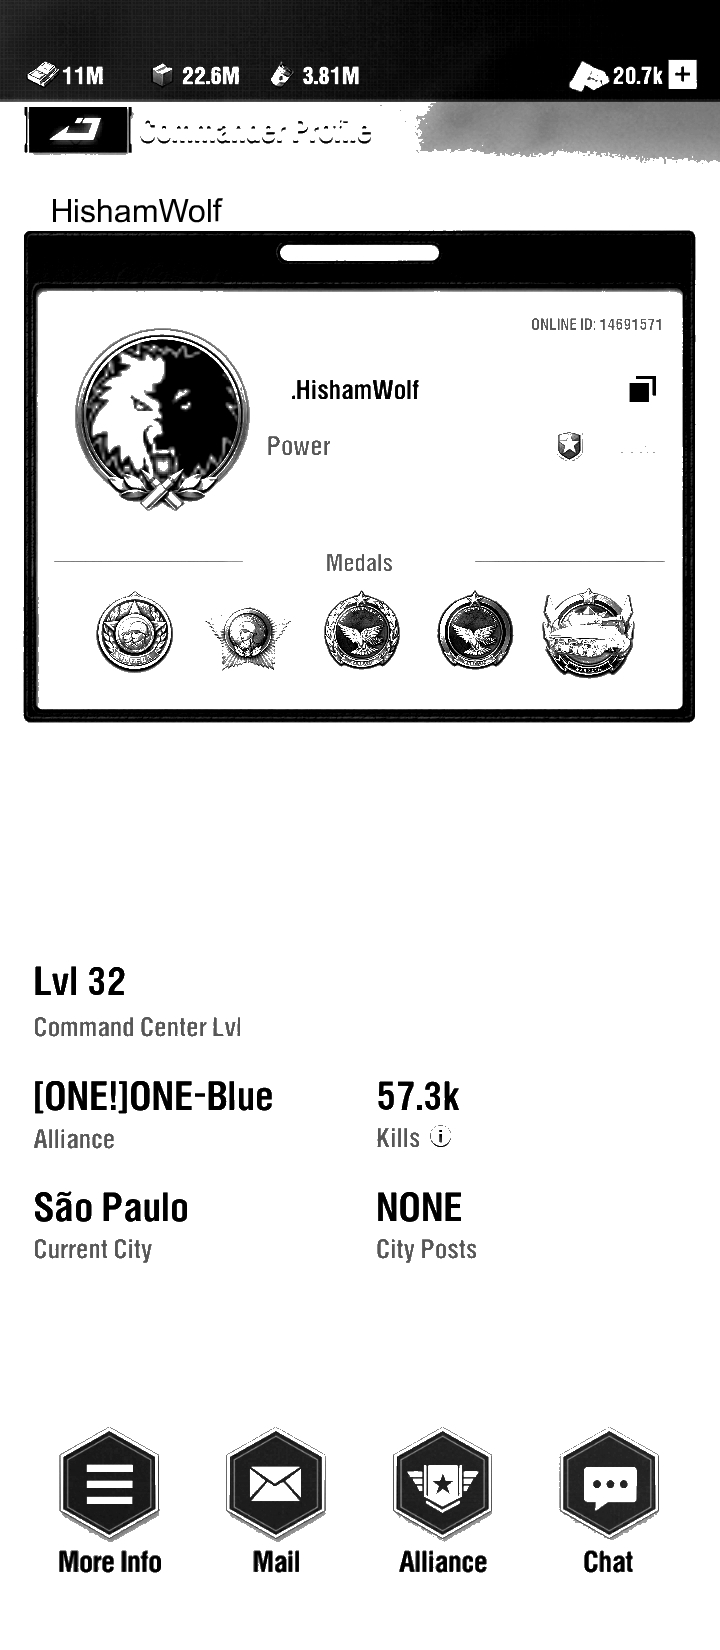 11M 22.6M 3.81M 20.7k
Commander Profile
HishamWolf
ONLINE ID: 14691571
.HishamWolf
Power
Medals
Lvl 32
Command Center Lvl
[ONE!]ONE-Blue 57.3k
Alliance Kills
São Paulo NONE
Current City City Posts
More Info Mail Alliance Chat